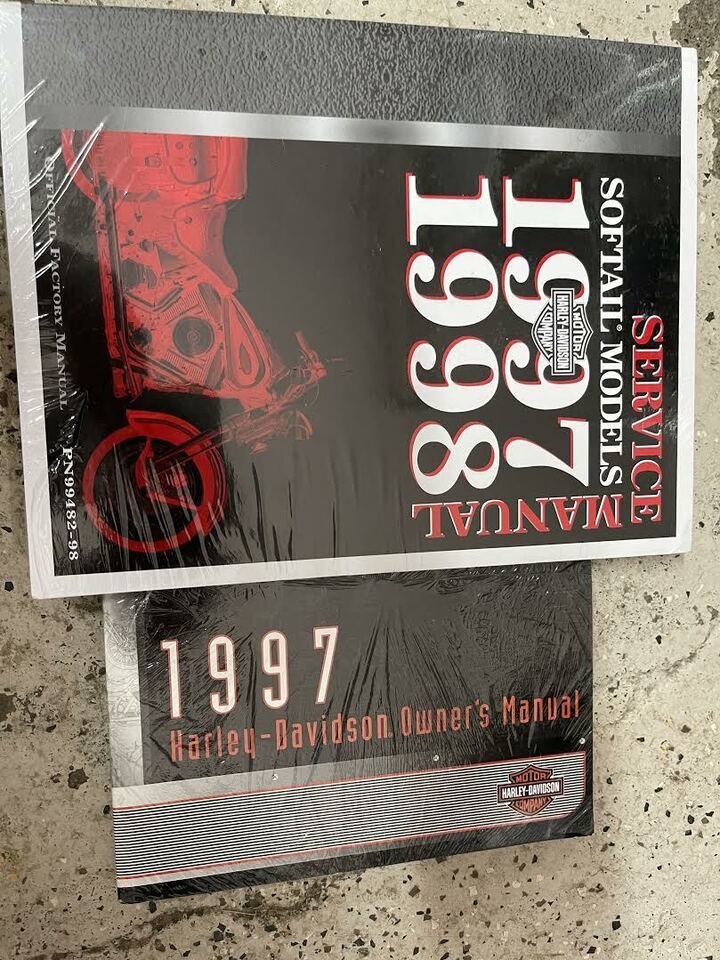 SERVICE
MANUAL
SOFTAIL® MODELS
1997
MOTOR
HARLEY-DAVIDSON
COMPANY
1998
OFFICIAL FACTORY MANUAL
PN99482-98
1997
Harley-Davidson® Owner's Manual
MOTOR
HARLEY-DAVIDSON
COMPANY